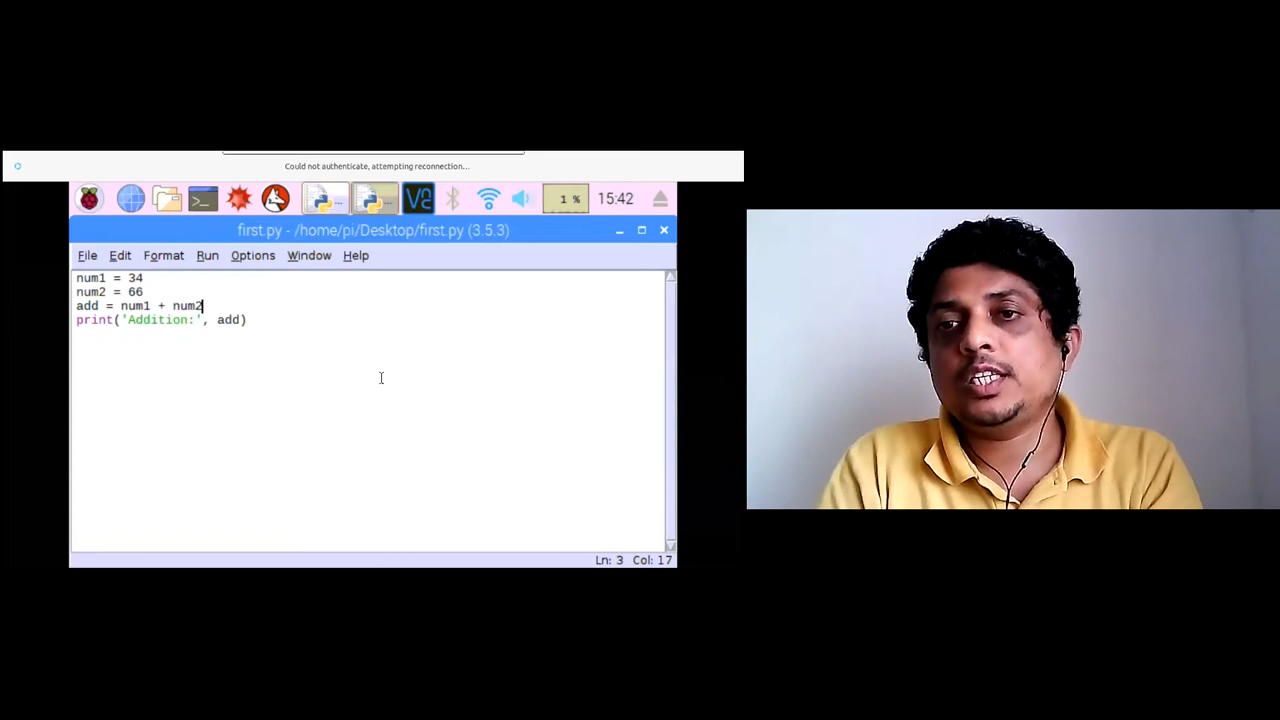 Could not authenticate, attempting reconnection...
>_
...
...
V2
1 %
15:42
first.py - /home/pi/Desktop/first.py (3.5.3)
File Edit Format Run Options Window Help
num1 = 34
num2 = 66
add = num1 + num2
print('Addition:', add)
Ln: 3 Col: 17